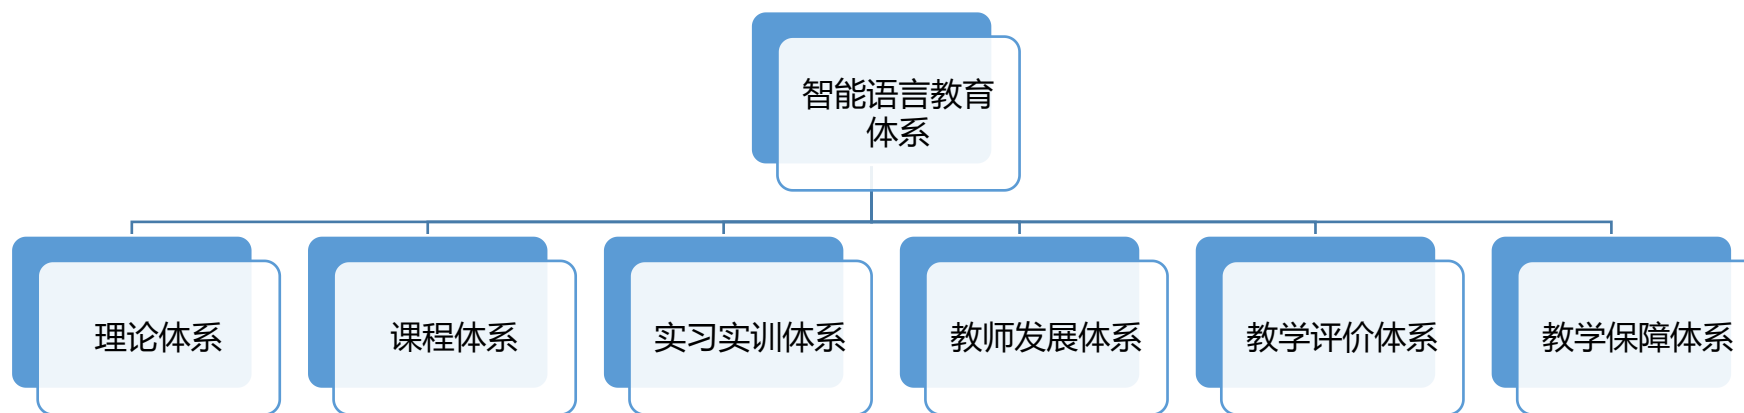 智能语言教育
体系
理论体系
课程体系
实习实训体系
教师发展体系
教学评价体系
教学保障体系